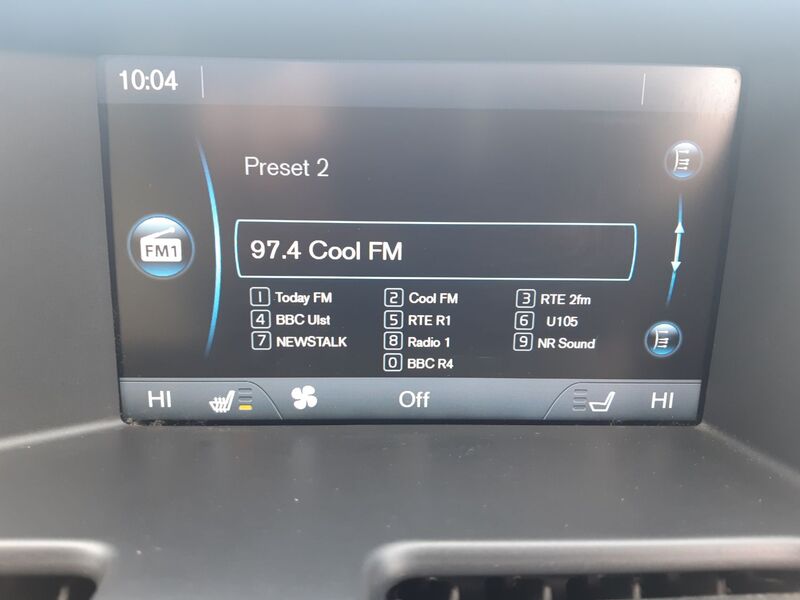 10:04
Preset 2
FM1
97.4 Cool FM
1 Today FM 2 Cool FM 3 RTE 2fm
4 BBC Ulst 5 RTE R1 6 U105
7 NEWSTALK 8 Radio 1 9 NR Sound
0 BBC R4
HI Off HI